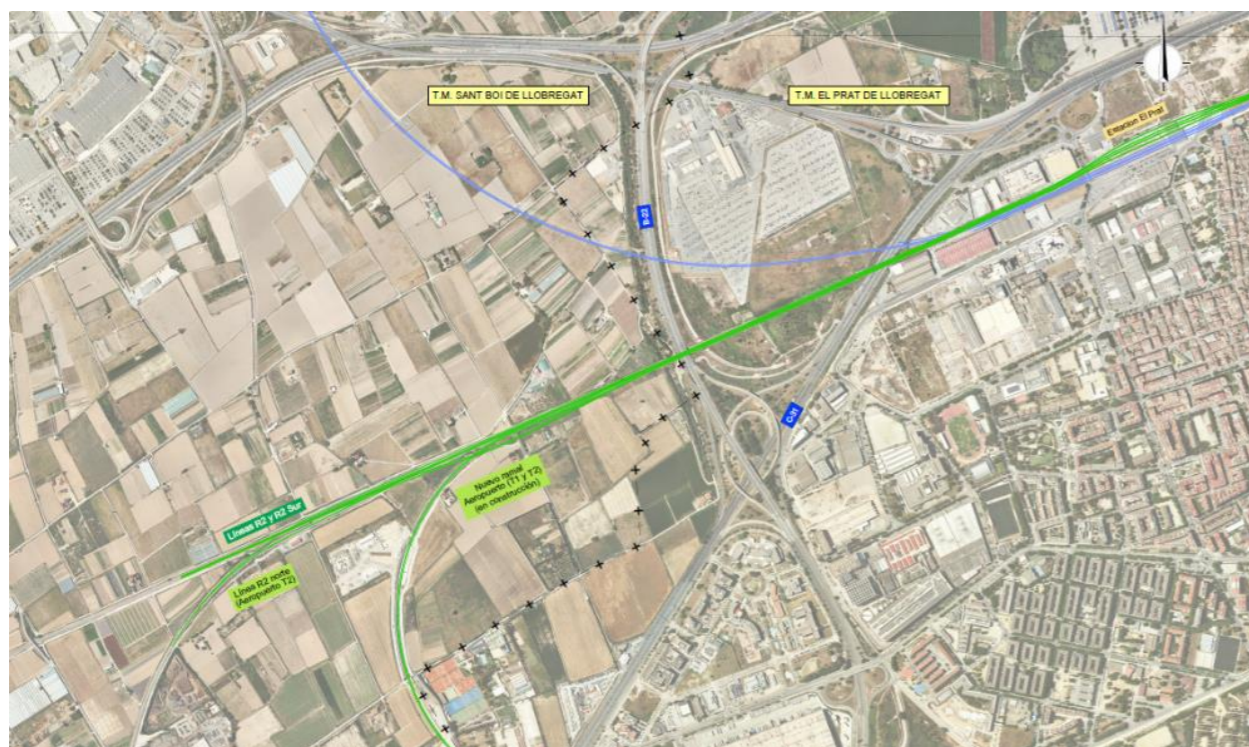 T.M. SANT BOI DE LLOBREGAT
T.M. EL PRAT DE LLOBREGAT
Estacion El Prat
B-22
C-31
Nuevo ramal
Aeropuerto (T1 y T2)
(en construcción)
Líneas R2 y R2 Sur
Línea R2 norte
(Aeropuerto T2)